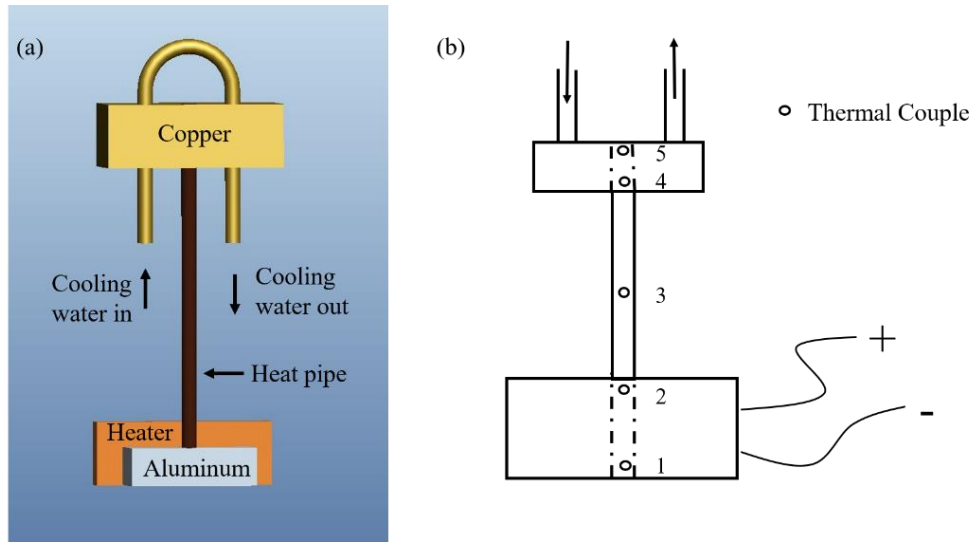 (a)
Copper
Cooling
water in
Cooling
water out
Heat pipe
Heater
Aluminum
(b)
Thermal Couple
5
4
3
2
1
+
-